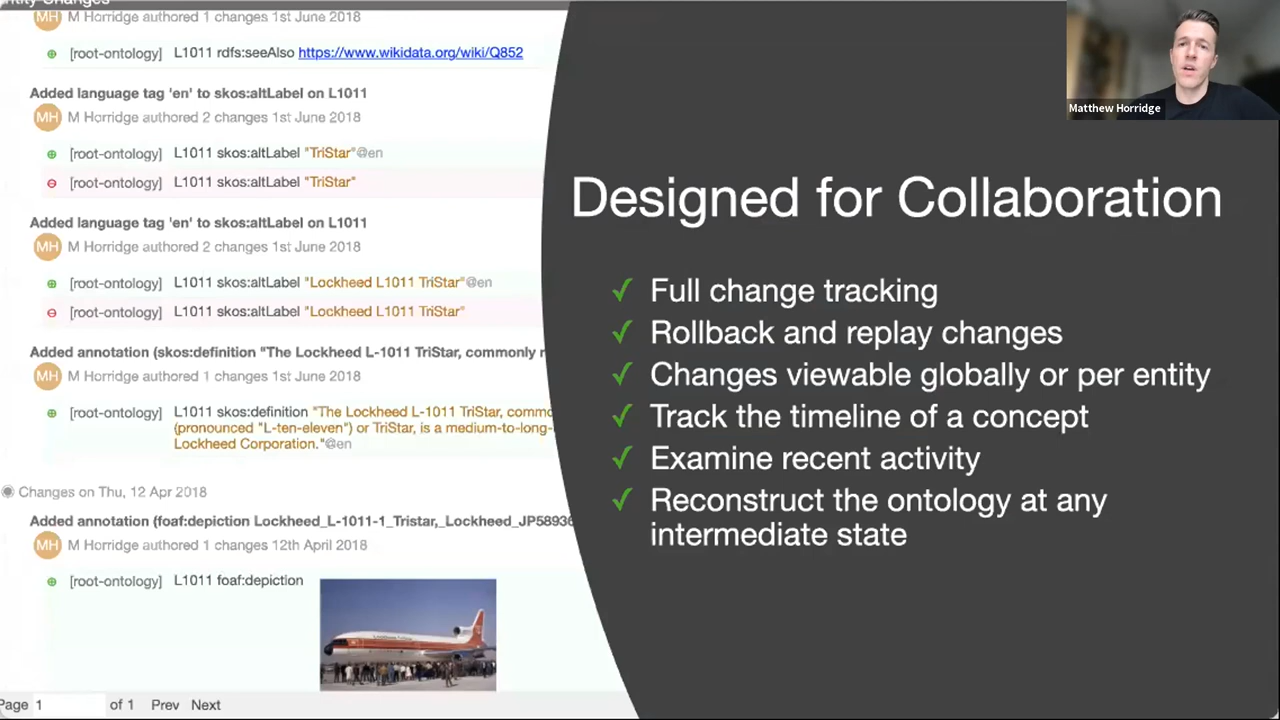 Entity Changes
MH M Horridge authored 1 changes 1st June 2018
[root-ontology] L1011 rdfs:seeAlso https://www.wikidata.org/wiki/Q852
Added language tag 'en' to skos:altLabel on L1011
MH M Horridge authored 2 changes 1st June 2018
[root-ontology] L1011 skos:altLabel "TriStar"@en
[root-ontology] L1011 skos:altLabel "TriStar"
Added language tag 'en' to skos:altLabel on L1011
MH M Horridge authored 2 changes 1st June 2018
[root-ontology] L1011 skos:altLabel "Lockheed L1011 TriStar"@en
[root-ontology] L1011 skos:altLabel "Lockheed L1011 TriStar"
Added annotation (skos:definition "The Lockheed L-1011 TriStar, commonly
MH M Horridge authored 1 changes 1st June 2018
[root-ontology] L1011 skos:definition "The Lockheed L-1011 TriStar, commo
(pronounced "L-ten-eleven") or TriStar, is a medium-to-long-
Lockheed Corporation."@en
Changes on Thu, 12 Apr 2018
Added annotation (foaf:depiction Lockheed_L-1011-1_Tristar,_Lockheed_JP58936
MH M Horridge authored 1 changes 12th April 2018
[root-ontology] L1011 foaf:depiction
Page 1 of 1 Prev Next
Matthew Horridge
Designed for Collaboration
✓ Full change tracking
✓ Rollback and replay changes
✓ Changes viewable globally or per entity
✓ Track the timeline of a concept
✓ Examine recent activity
✓ Reconstruct the ontology at any
intermediate state